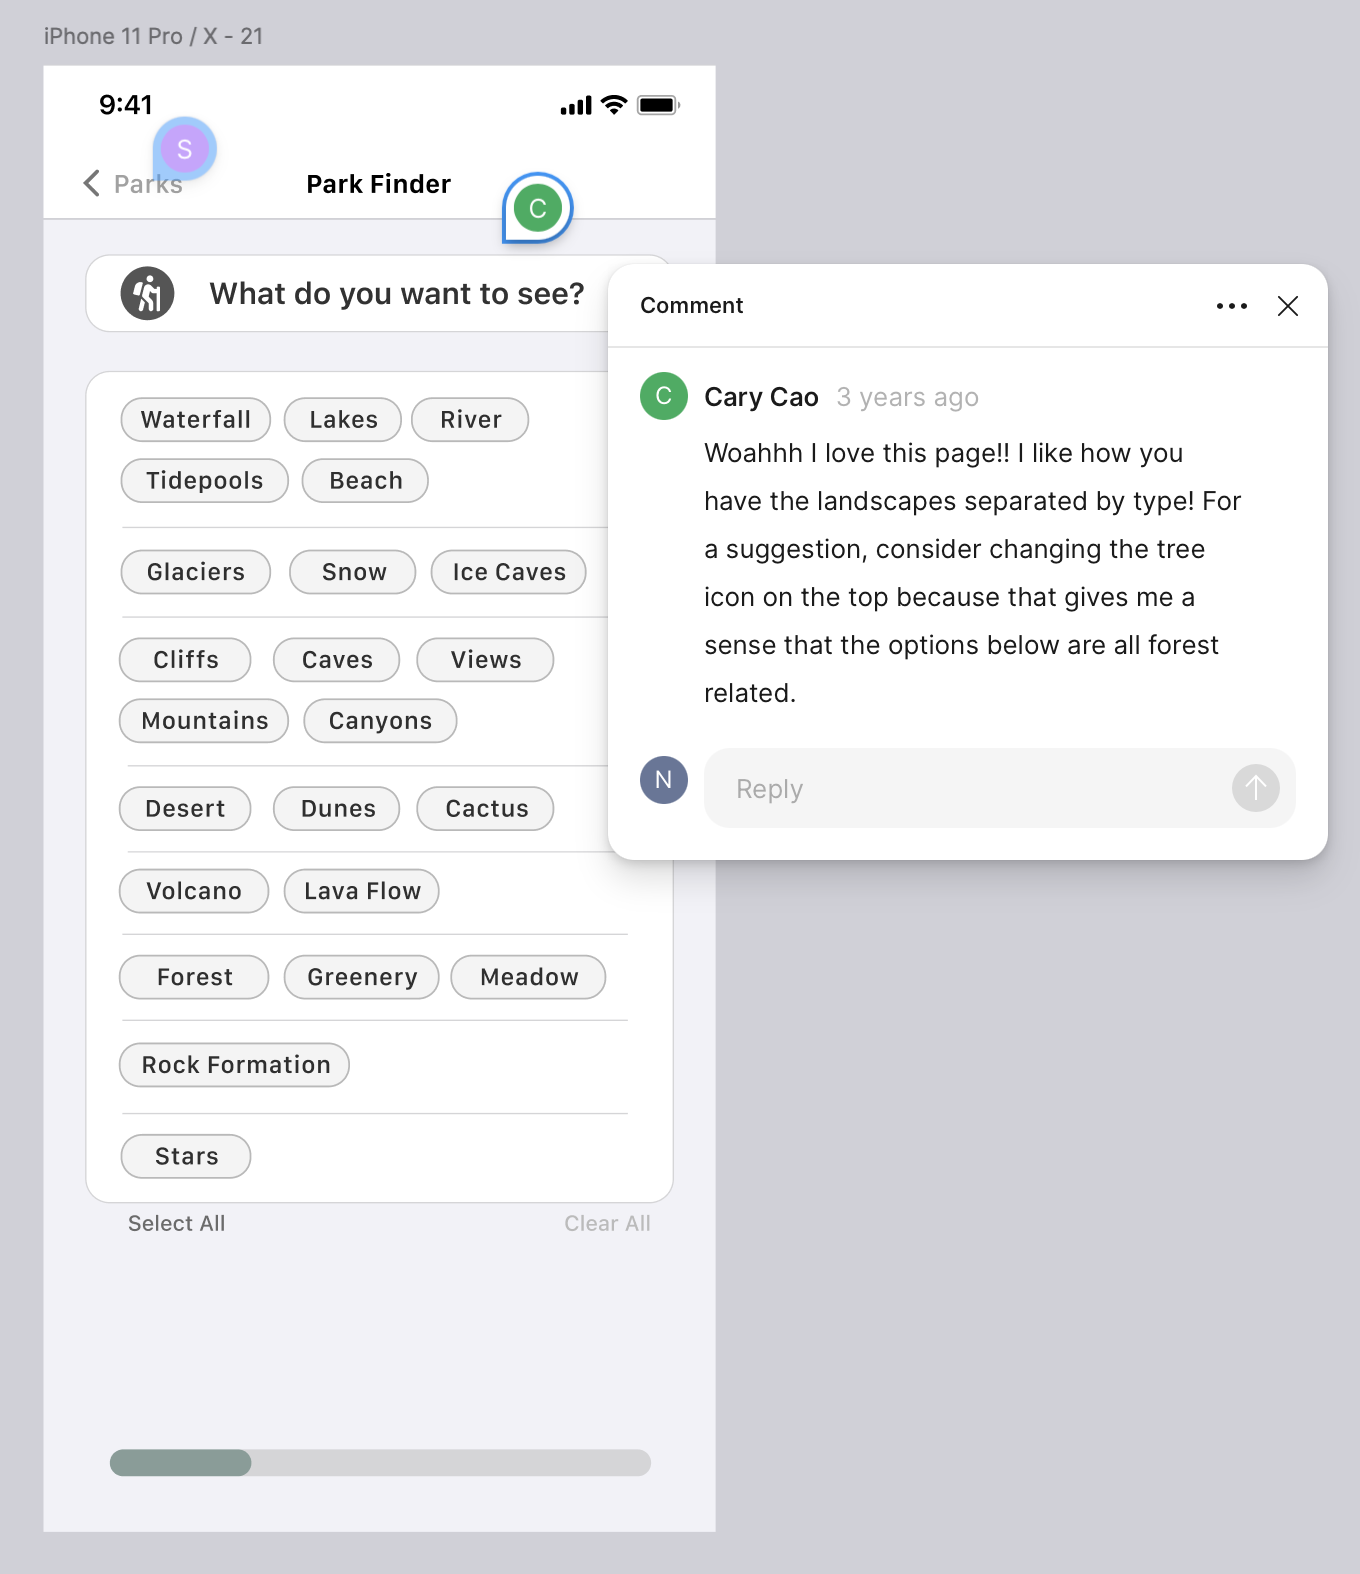 iPhone 11 Pro / X - 21
9:41
S
Parks
Park Finder
C
What do you want to see?
Comment
C
Cary Cao 3 years ago
Woahhh I love this page!! I like how you
have the landscapes separated by type! For
a suggestion, consider changing the tree
icon on the top because that gives me a
sense that the options below are all forest
related.
N
Reply
Waterfall Lakes River
Tidepools Beach
Glaciers Snow Ice Caves
Cliffs Caves Views
Mountains Canyons
Desert Dunes Cactus
Volcano Lava Flow
Forest Greenery Meadow
Rock Formation
Stars
Select All Clear All